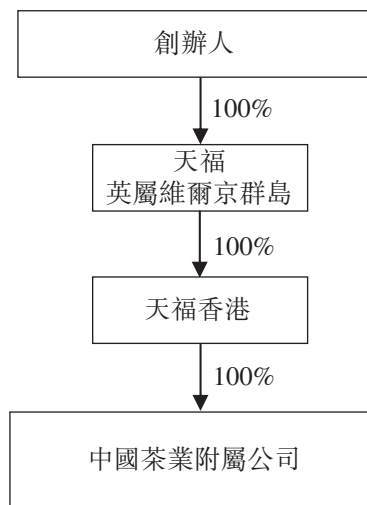 創辦人
100%
天福
英屬維爾京群島
100%
天福香港
100%
中國茶業附屬公司